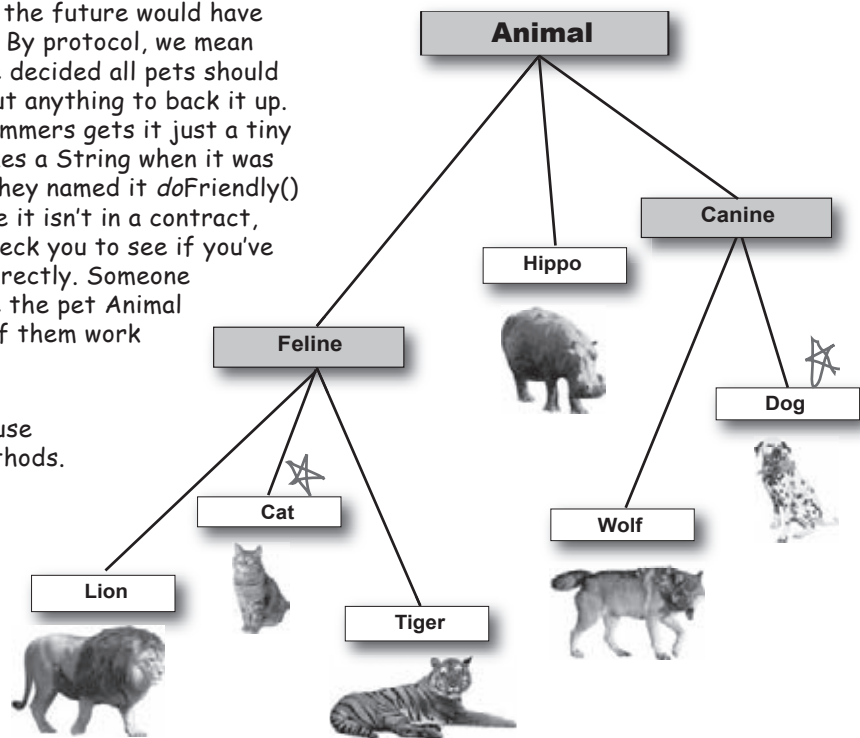 the future would have
By protocol, we mean
decided all pets should
ut anything to back it up.
mmers gets it just a tiny
es a String when it was
hey named it doFriendly()
e it isn't in a contract,
eck you to see if you've
rectly. Someone
the pet Animal
f them work
use
thods.
Animal
Canine
Hippo
Feline
Dog
Cat
Wolf
Lion
Tiger